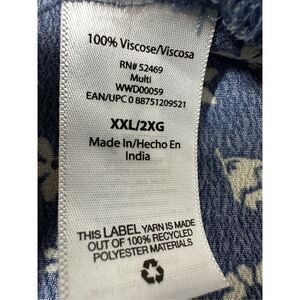 100% Viscose/Viscosa
RN# 52469
Multi
WWD00059
EAN/UPC 0 88751209521
XXL/2XG
Made In/Hecho En
India
THIS LABEL YARN IS MADE
OUT OF 100% RECYCLED
POLYESTER MATERIALS